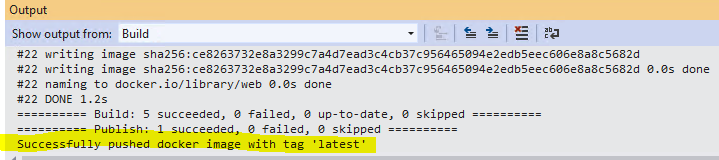 Output
Show output from: Build
#22 writing image sha256:ce8263732e8a3299c7a4d7ead3c4cb37c956465094e2edb5eec606e8a8c5682d
#22 writing image sha256:ce8263732e8a3299c7a4d7ead3c4cb37c956465094e2edb5eec606e8a8c5682d 0.0s done
#22 naming to docker.io/library/web 0.0s done
#22 DONE 1.2s
========== Build: 5 succeeded, 0 failed, 0 up-to-date, 0 skipped ==========
========== Publish: 1 succeeded, 0 failed, 0 skipped ==========
Successfully pushed docker image with tag 'latest'